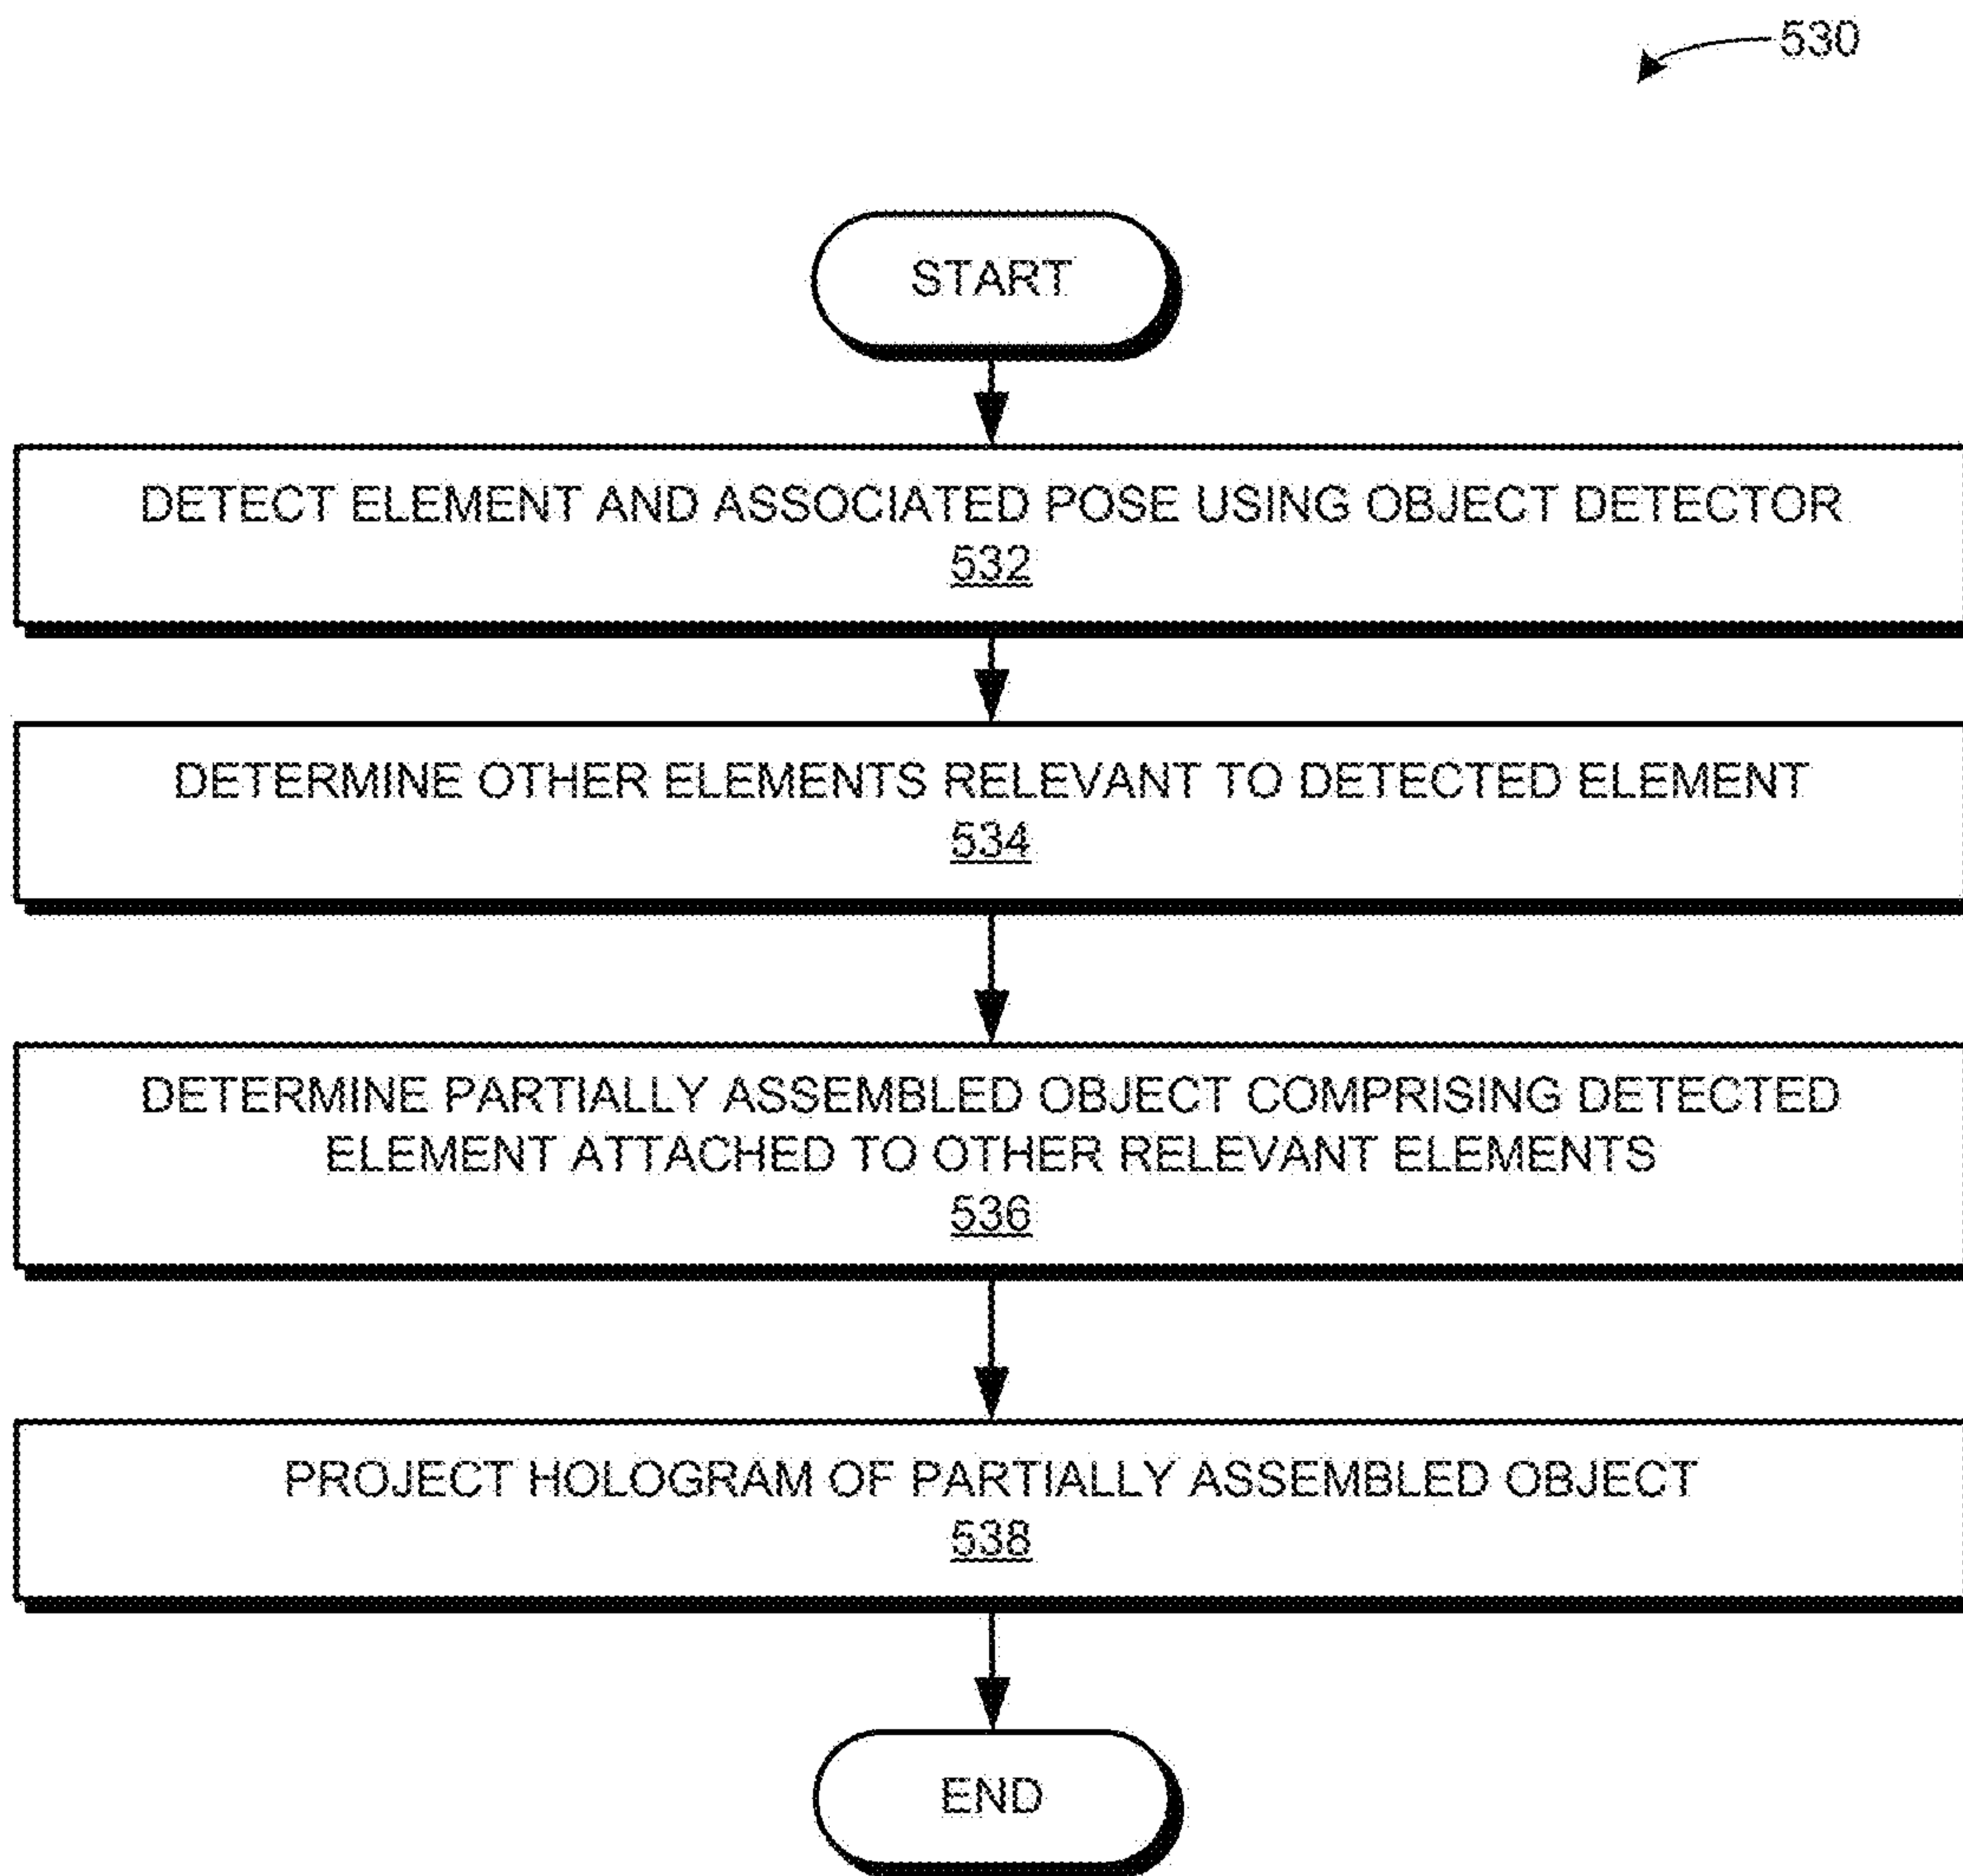 530
START
DETECT ELEMENT AND ASSOCIATED POSE USING OBJECT DETECTOR
532
DETERMINE OTHER ELEMENTS RELEVANT TO DETECTED ELEMENT
534
DETERMINE PARTIALLY ASSEMBLED OBJECT COMPRISING DETECTED
ELEMENT ATTACHED TO OTHER RELEVANT ELEMENTS
536
PROJECT HOLOGRAM OF PARTIALLY ASSEMBLED OBJECT
538
END